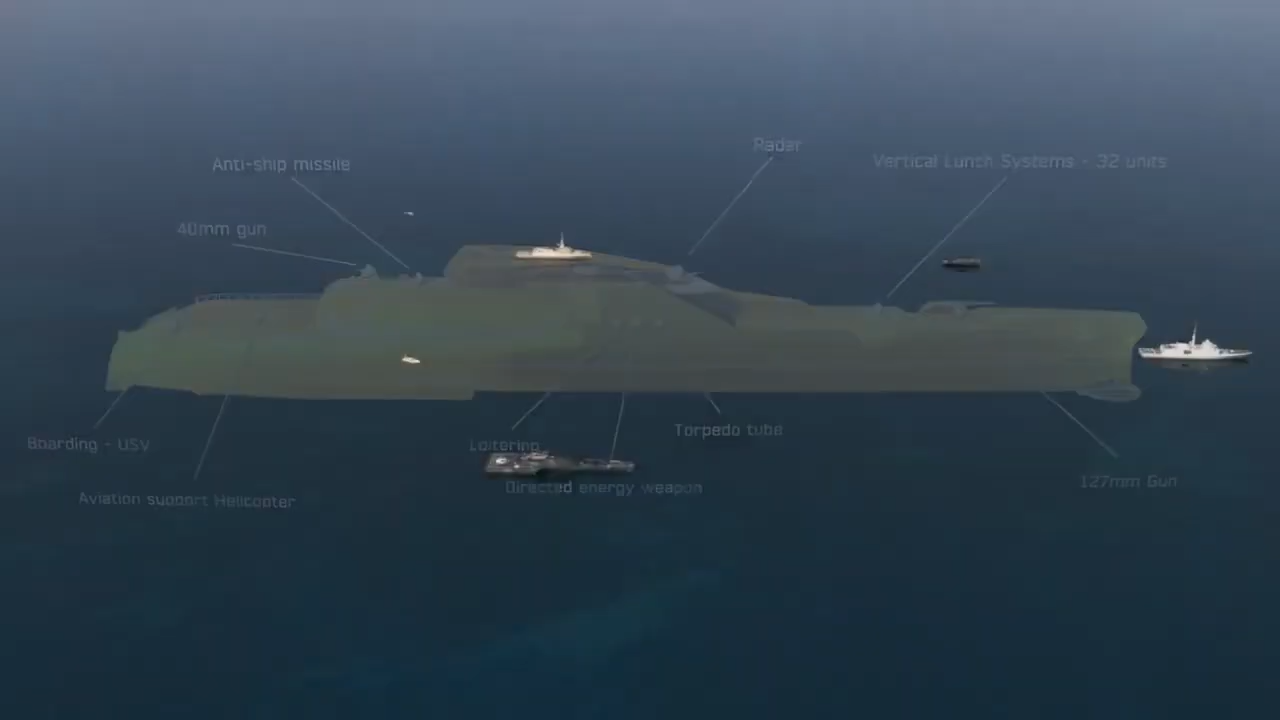 Radar
Anti-ship missile
Vertical Lunch Systems - 32 units
40mm gun
Boarding - USV
Loitering
Torpedo tube
Aviation support Helicopter
Directed energy weapon
127mm Gun